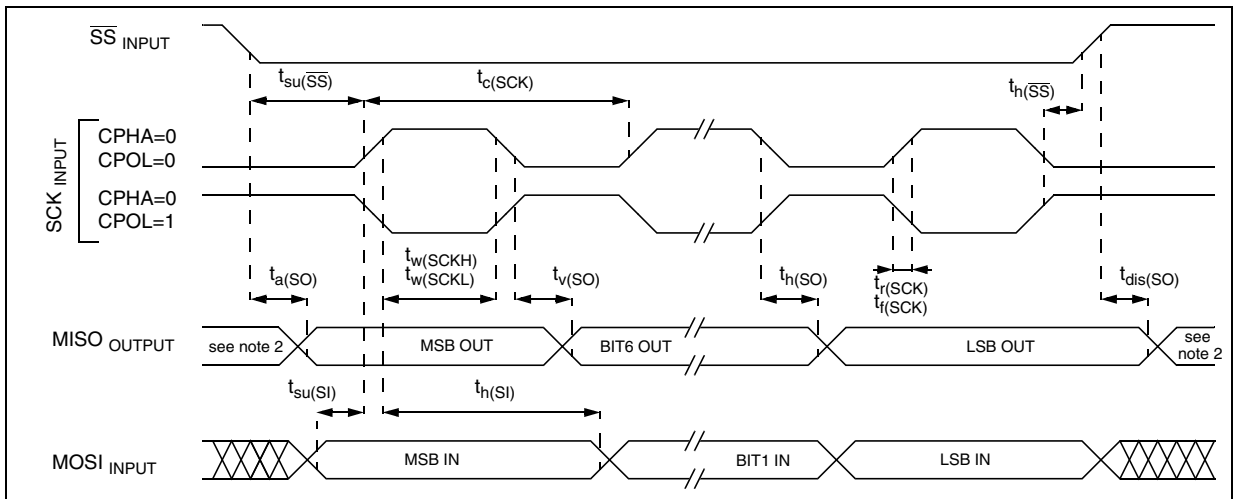 SS INPUT
tsu(SS)
tc(SCK)
th(SS)
SCK INPUT
CPHA=0
CPOL=0
CPHA=0
CPOL=1
ta(SO)
tw(SCKH)
tw(SCKL)
tv(SO)
th(SO)
tr(SCK)
tf(SCK)
tdis(SO)
MISO OUTPUT
see note 2
MSB OUT
BIT6 OUT
LSB OUT
see
note 2
tsu(SI)
th(SI)
MOSI INPUT
MSB IN
BIT1 IN
LSB IN